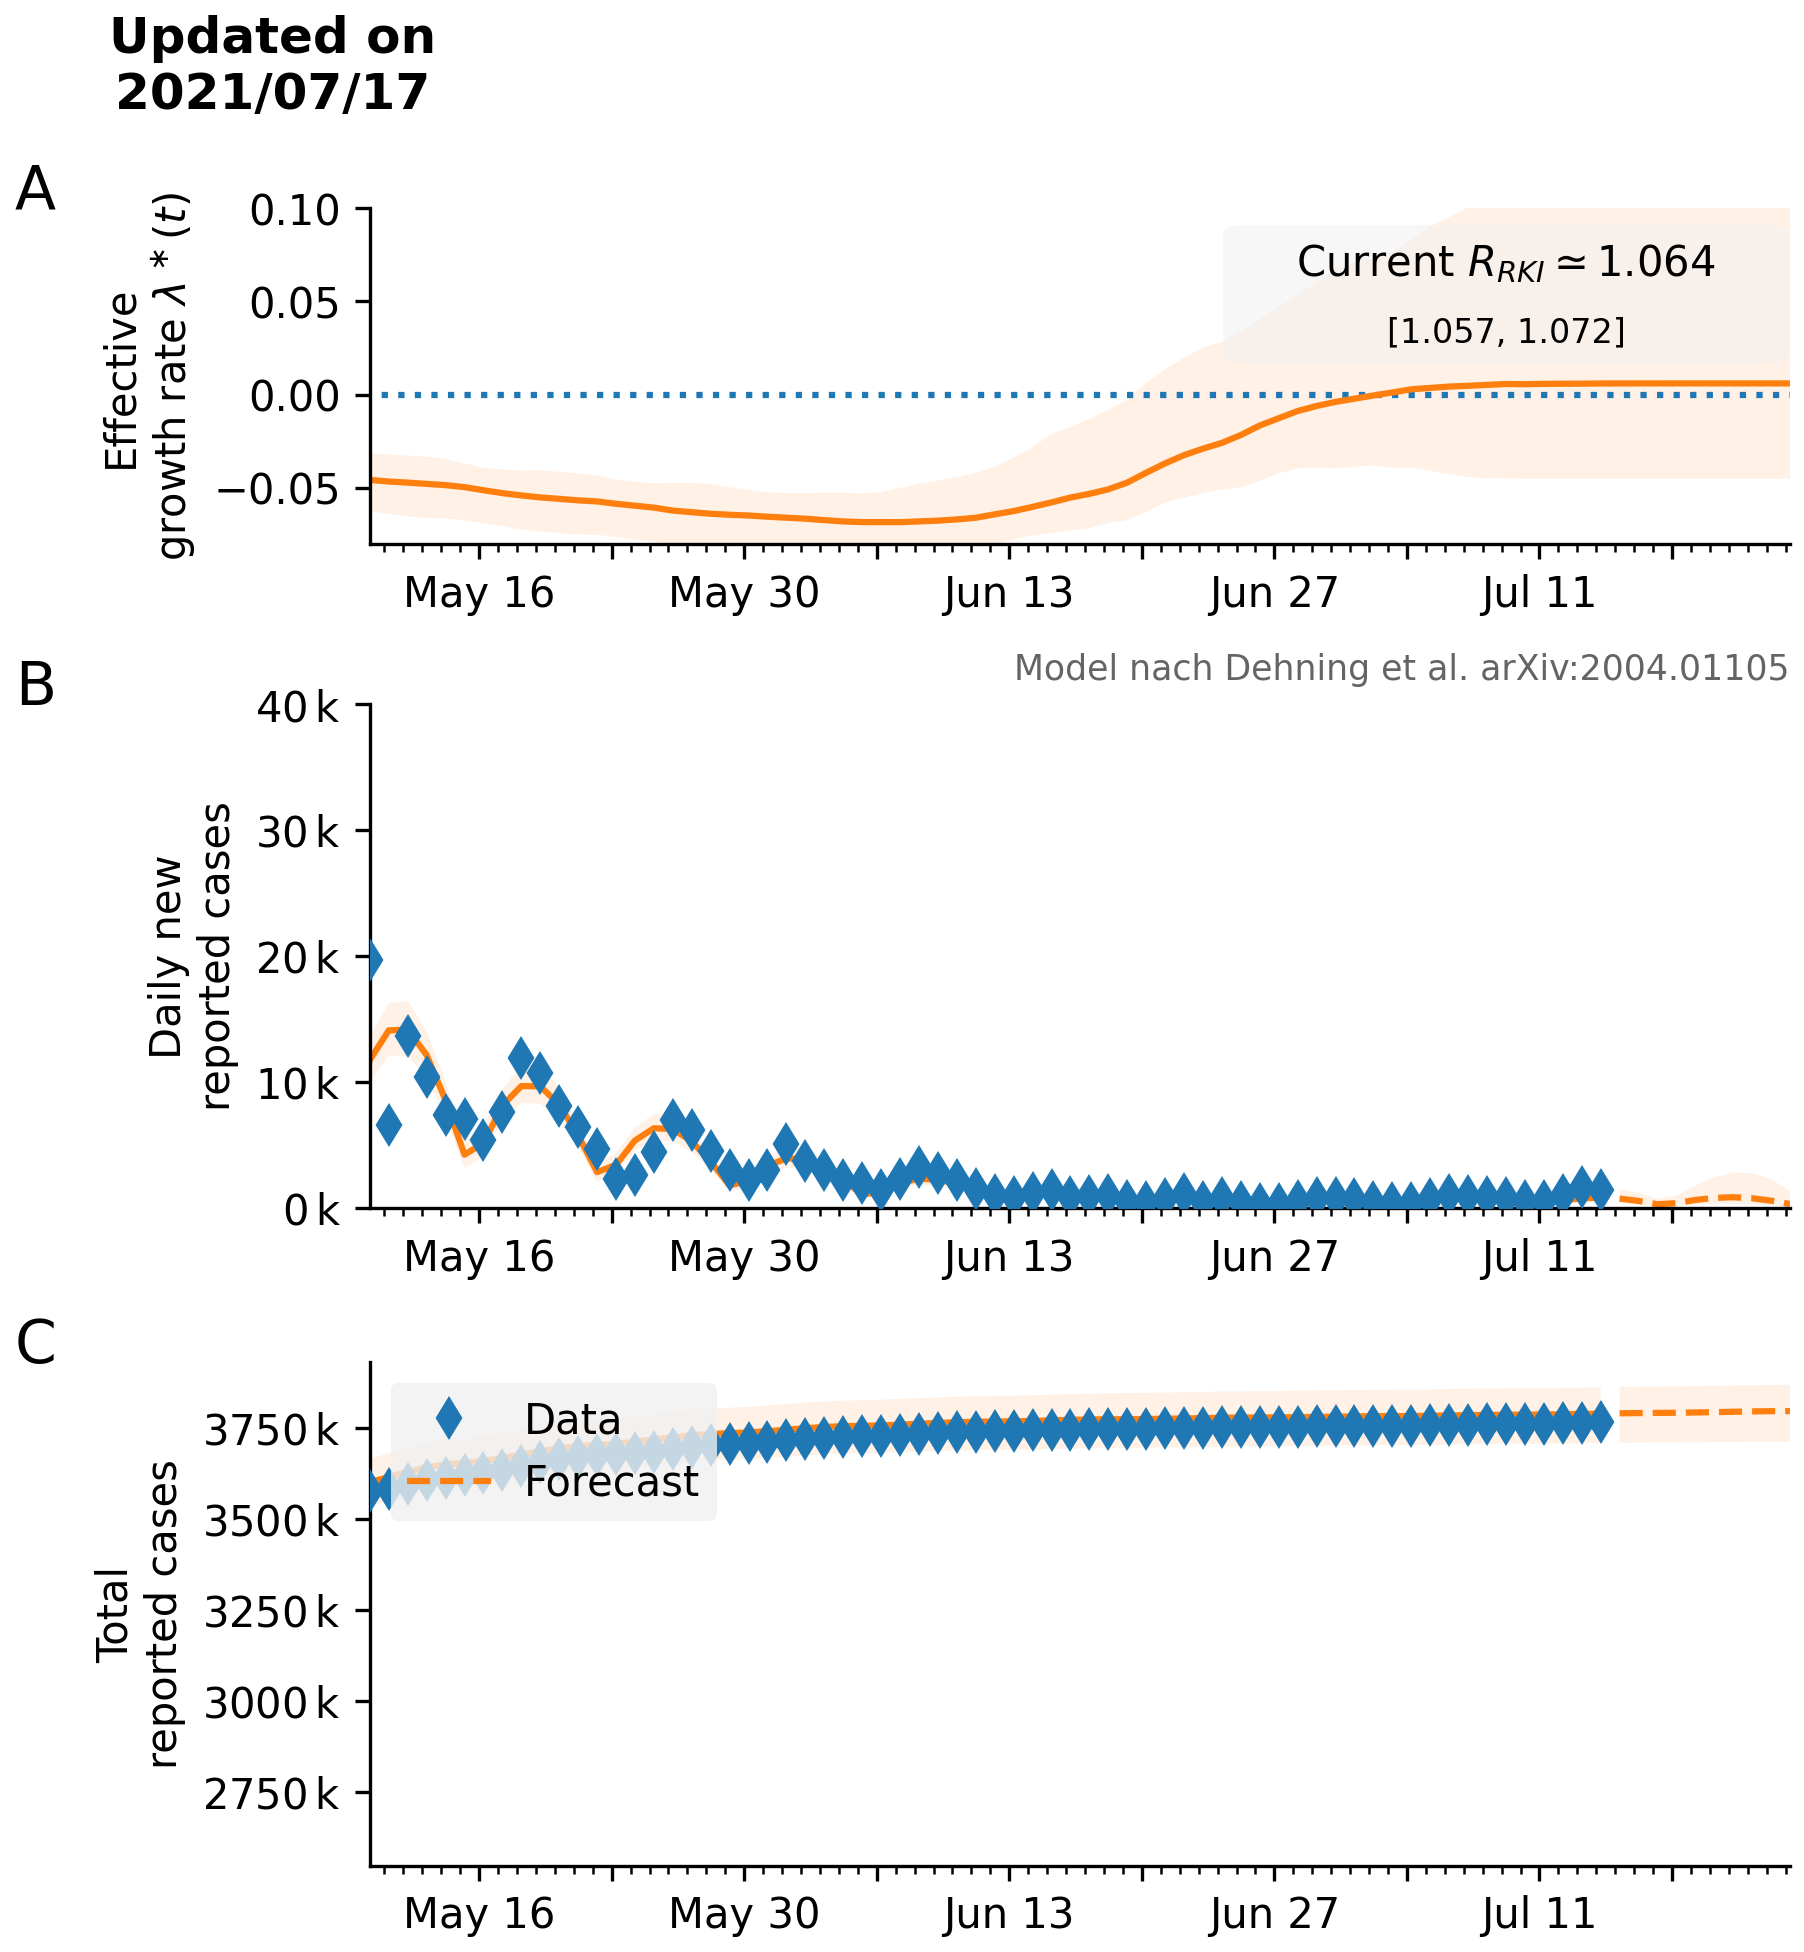 Updated on
2021/07/17
A
Effective
growth rate λ * (t)
0.10
0.05
0.00
−0.05
Current R_RKI ≃ 1.064
[1.057, 1.072]
May 16
May 30
Jun 13
Jun 27
Jul 11
B
Model nach Dehning et al. arXiv:2004.01105
Daily new
reported cases
40 k
30 k
20 k
10 k
0 k
May 16
May 30
Jun 13
Jun 27
Jul 11
C
Total
reported cases
3750 k
3500 k
3250 k
3000 k
2750 k
Data
Forecast
May 16
May 30
Jun 13
Jun 27
Jul 11